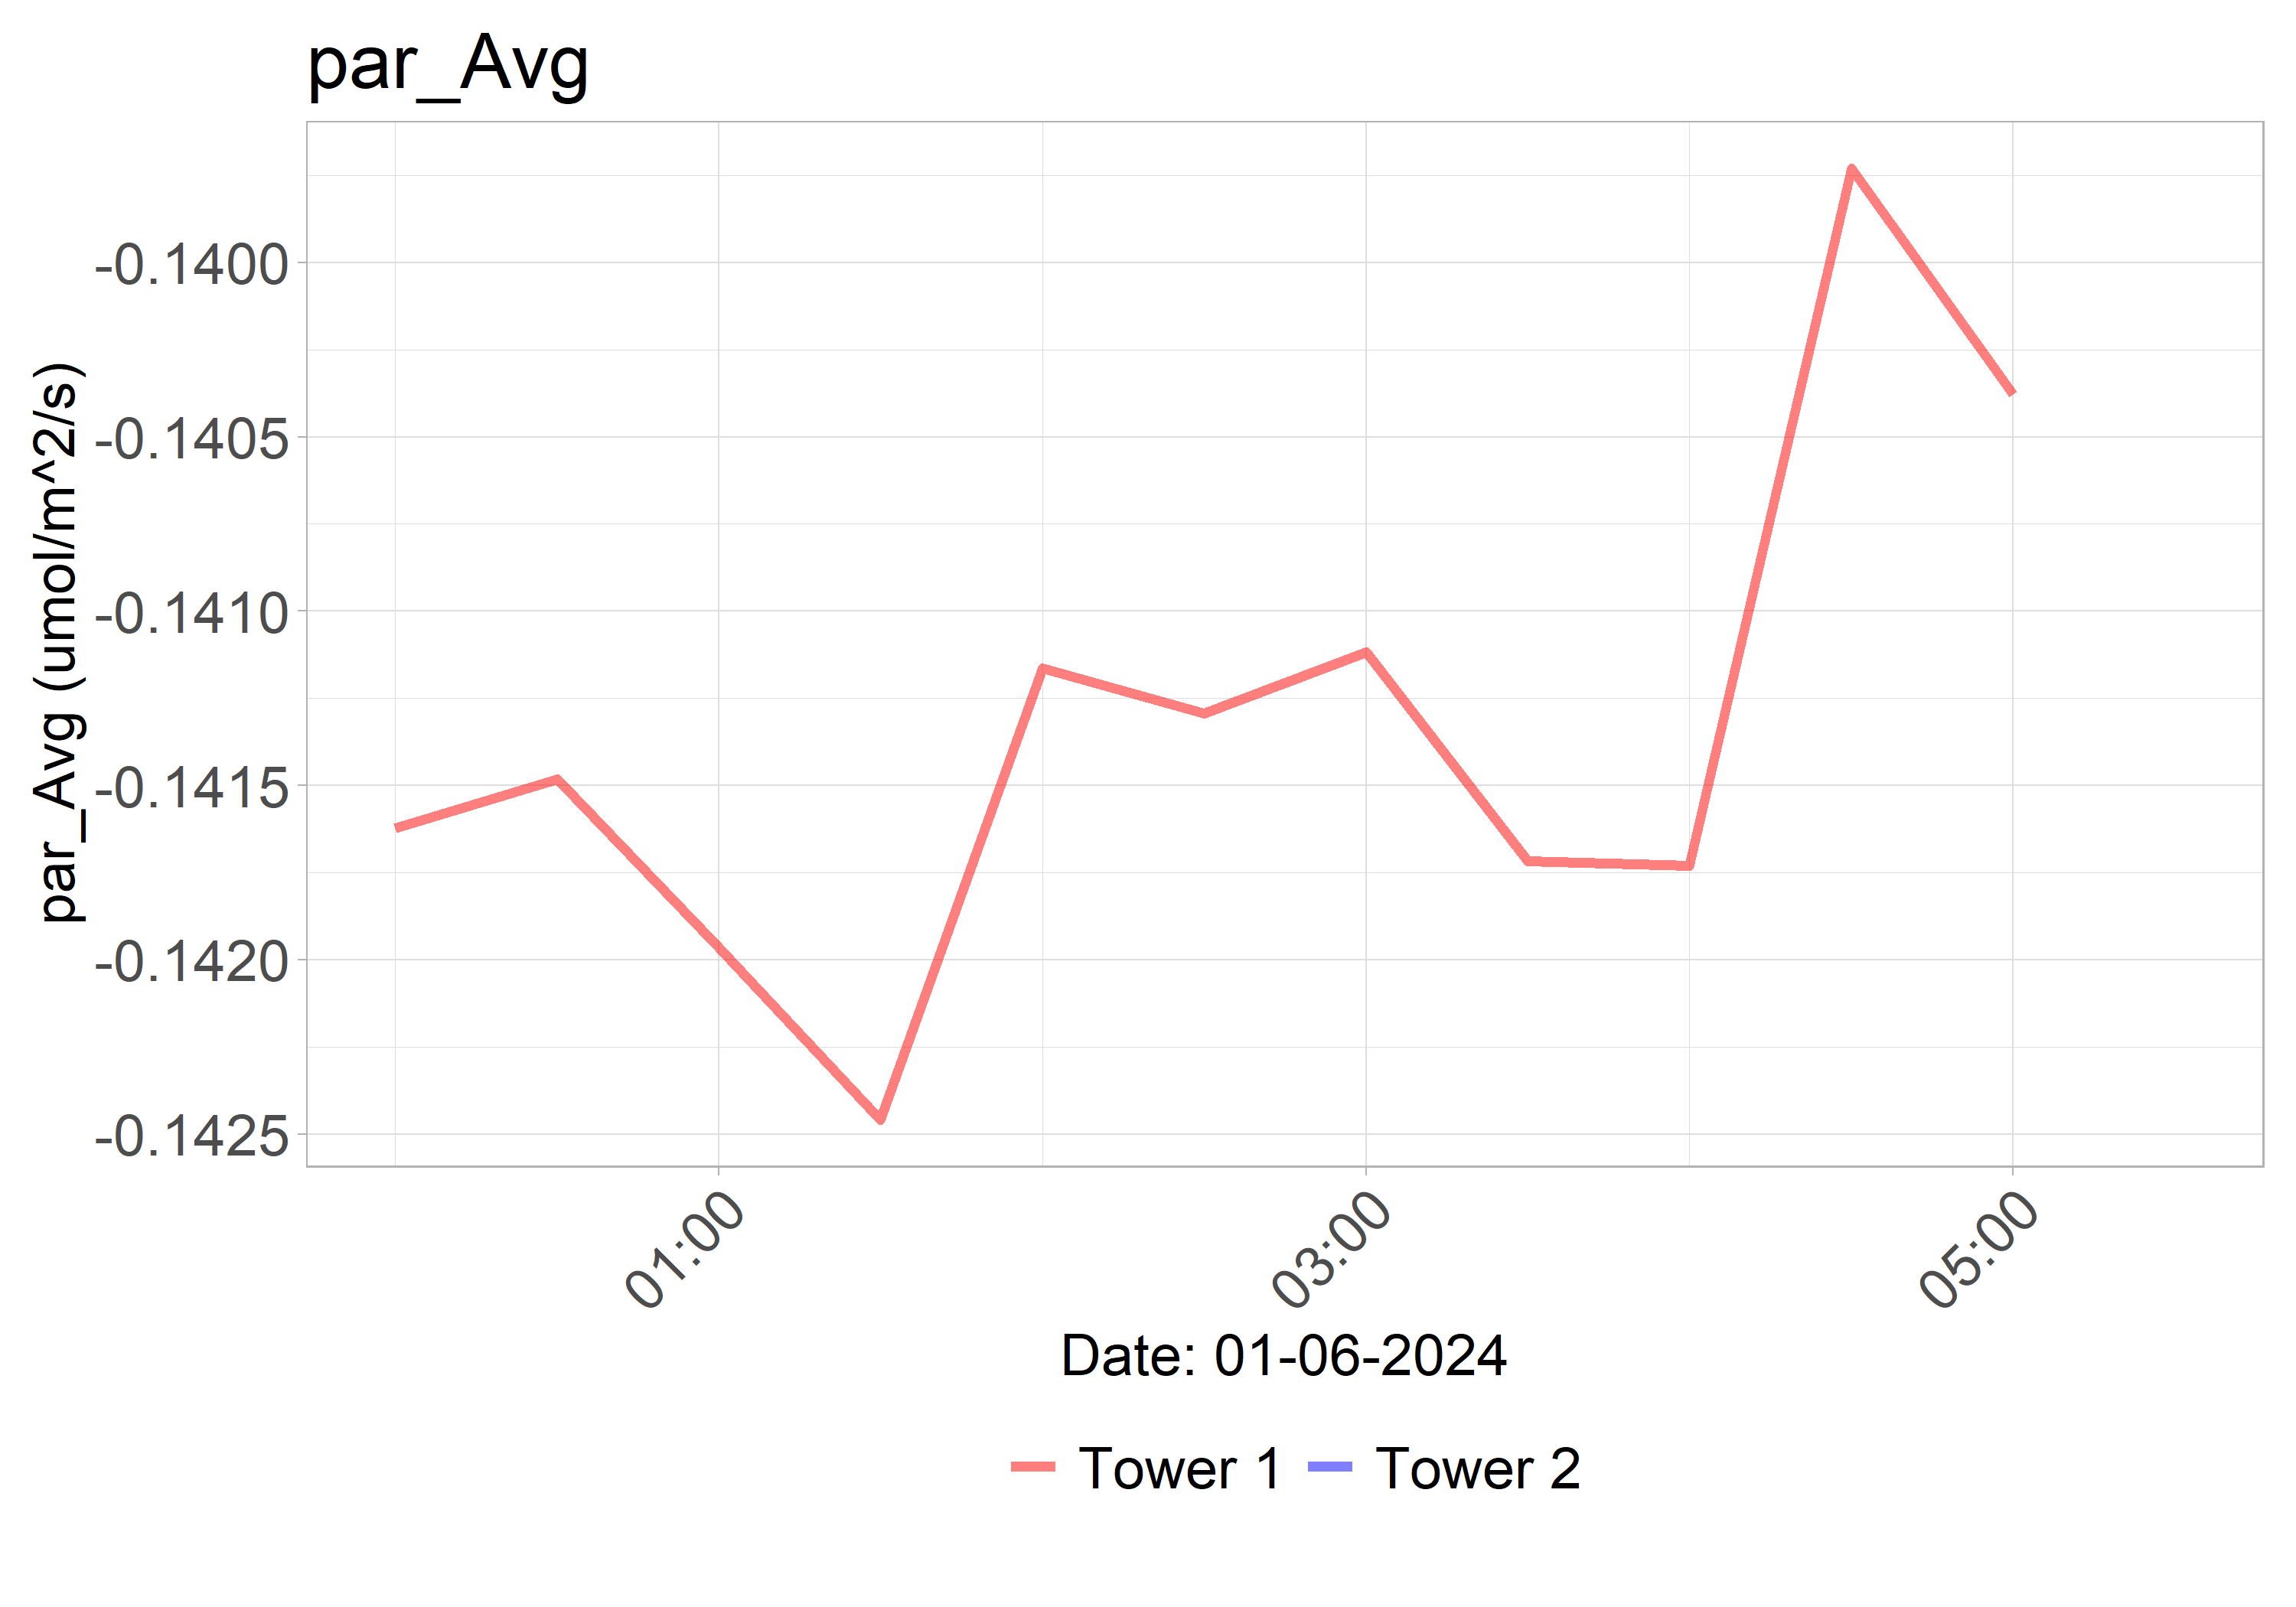 par_Avg
par_Avg (umol/m^2/s)
-0.1400
-0.1405
-0.1410
-0.1415
-0.1420
-0.1425
01:00
03:00
05:00
Date: 01-06-2024
Tower 1
Tower 2